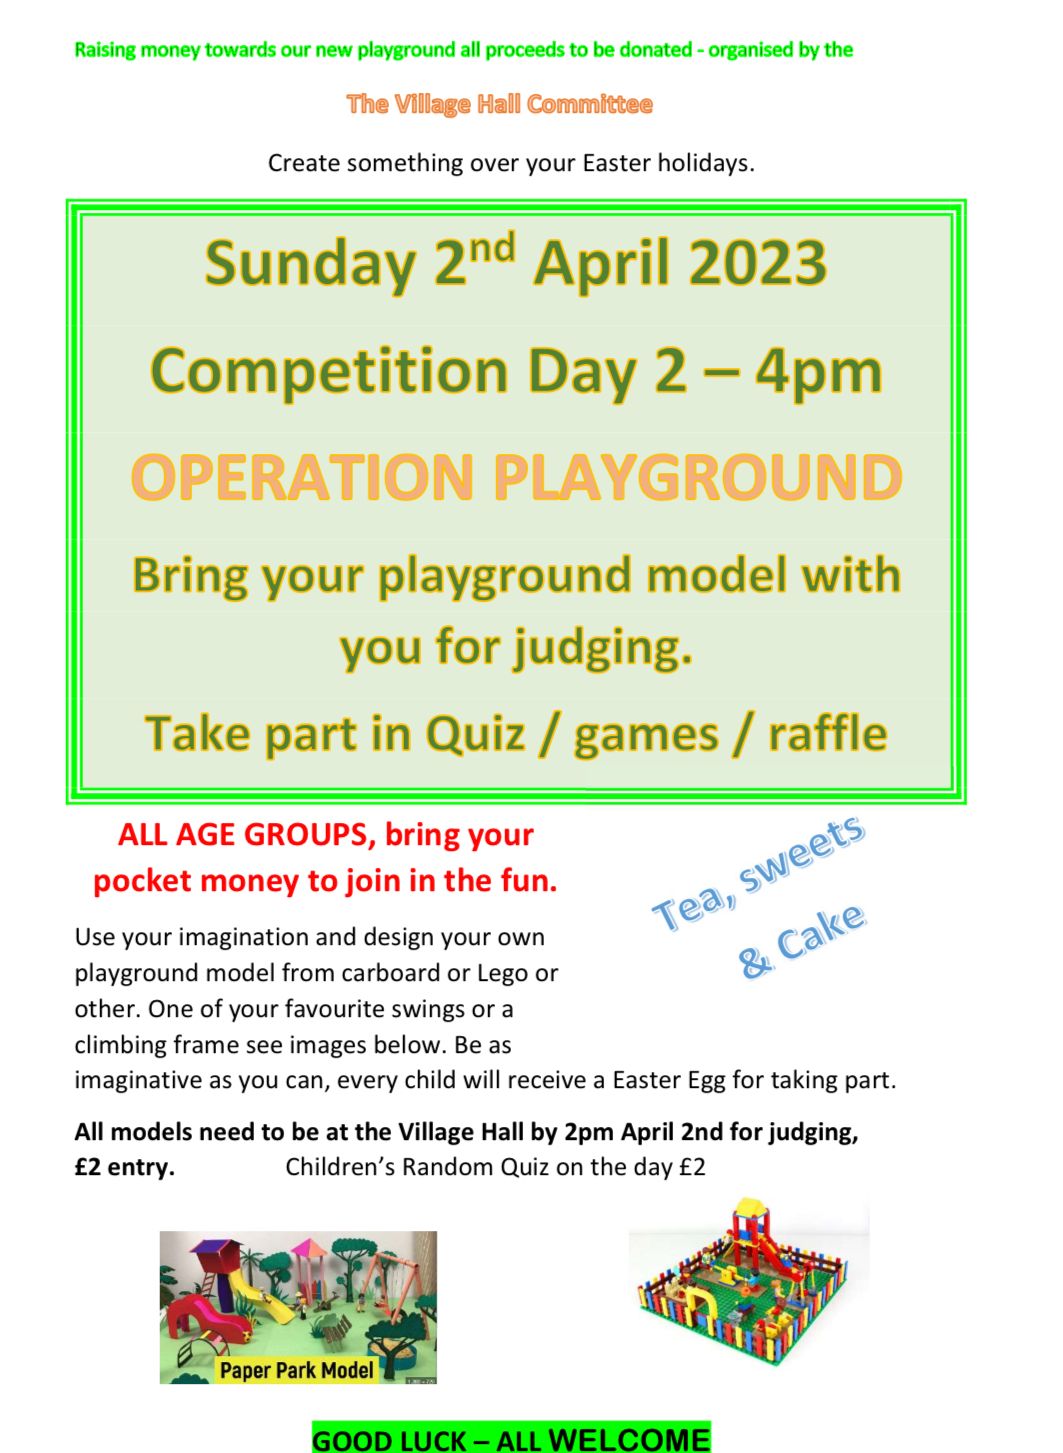 Raising money towards our new playground all proceeds to be donated - organised by the
The Village Hall Committee
Create something over your Easter holidays.
Sunday 2nd April 2023
Competition Day 2 – 4pm
OPERATION PLAYGROUND
Bring your playground model with
you for judging.
Take part in Quiz / games / raffle
ALL AGE GROUPS, bring your
pocket money to join in the fun.
Tea, sweets
& Cake
Use your imagination and design your own
playground model from carboard or Lego or
other. One of your favourite swings or a
climbing frame see images below. Be as
imaginative as you can, every child will receive a Easter Egg for taking part.
All models need to be at the Village Hall by 2pm April 2nd for judging,
£2 entry. Children’s Random Quiz on the day £2
Paper Park Model
GOOD LUCK – ALL WELCOME